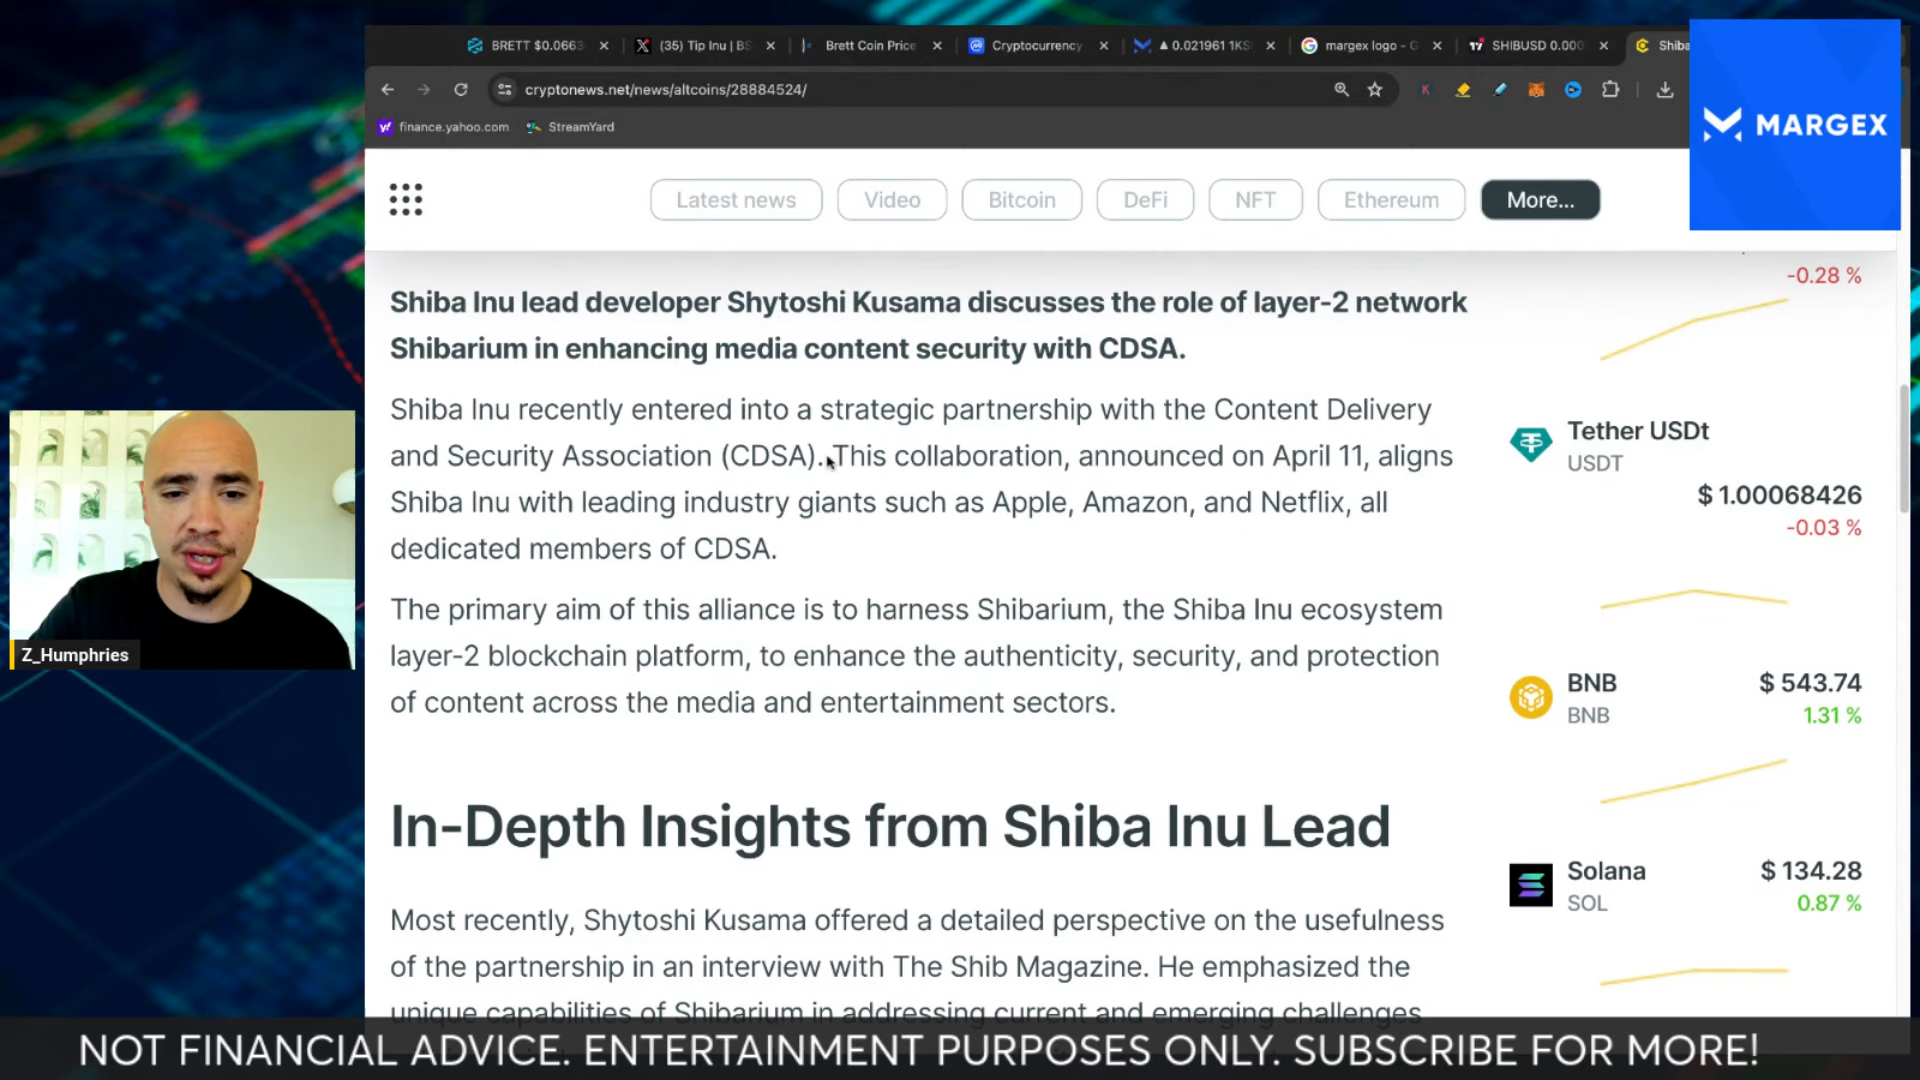 BRETT $0.0663
(35) Tip Inu | BS
Brett Coin Price
Cryptocurrency
▲ 0.021961 1KS
margex logo - G
SHIBUSD 0.000
Shiba
cryptonews.net/news/altcoins/28884524/
finance.yahoo.com
StreamYard
MARGEX
Latest news
Video
Bitcoin
DeFi
NFT
Ethereum
More...
-0.28 %
Shiba Inu lead developer Shytoshi Kusama discusses the role of layer-2 network
Shibarium in enhancing media content security with CDSA.
Shiba Inu recently entered into a strategic partnership with the Content Delivery
and Security Association (CDSA). This collaboration, announced on April 11, aligns
Shiba Inu with leading industry giants such as Apple, Amazon, and Netflix, all
dedicated members of CDSA.
The primary aim of this alliance is to harness Shibarium, the Shiba Inu ecosystem
layer-2 blockchain platform, to enhance the authenticity, security, and protection
of content across the media and entertainment sectors.
In-Depth Insights from Shiba Inu Lead
Most recently, Shytoshi Kusama offered a detailed perspective on the usefulness
of the partnership in an interview with The Shib Magazine. He emphasized the
unique capabilities of Shibarium in addressing current and emerging challenges
Tether USDt
USDT
$ 1.00068426
-0.03 %
BNB
$ 543.74
BNB
1.31 %
Solana
$ 134.28
SOL
0.87 %
Z_Humphries
NOT FINANCIAL ADVICE. ENTERTAINMENT PURPOSES ONLY. SUBSCRIBE FOR MORE!